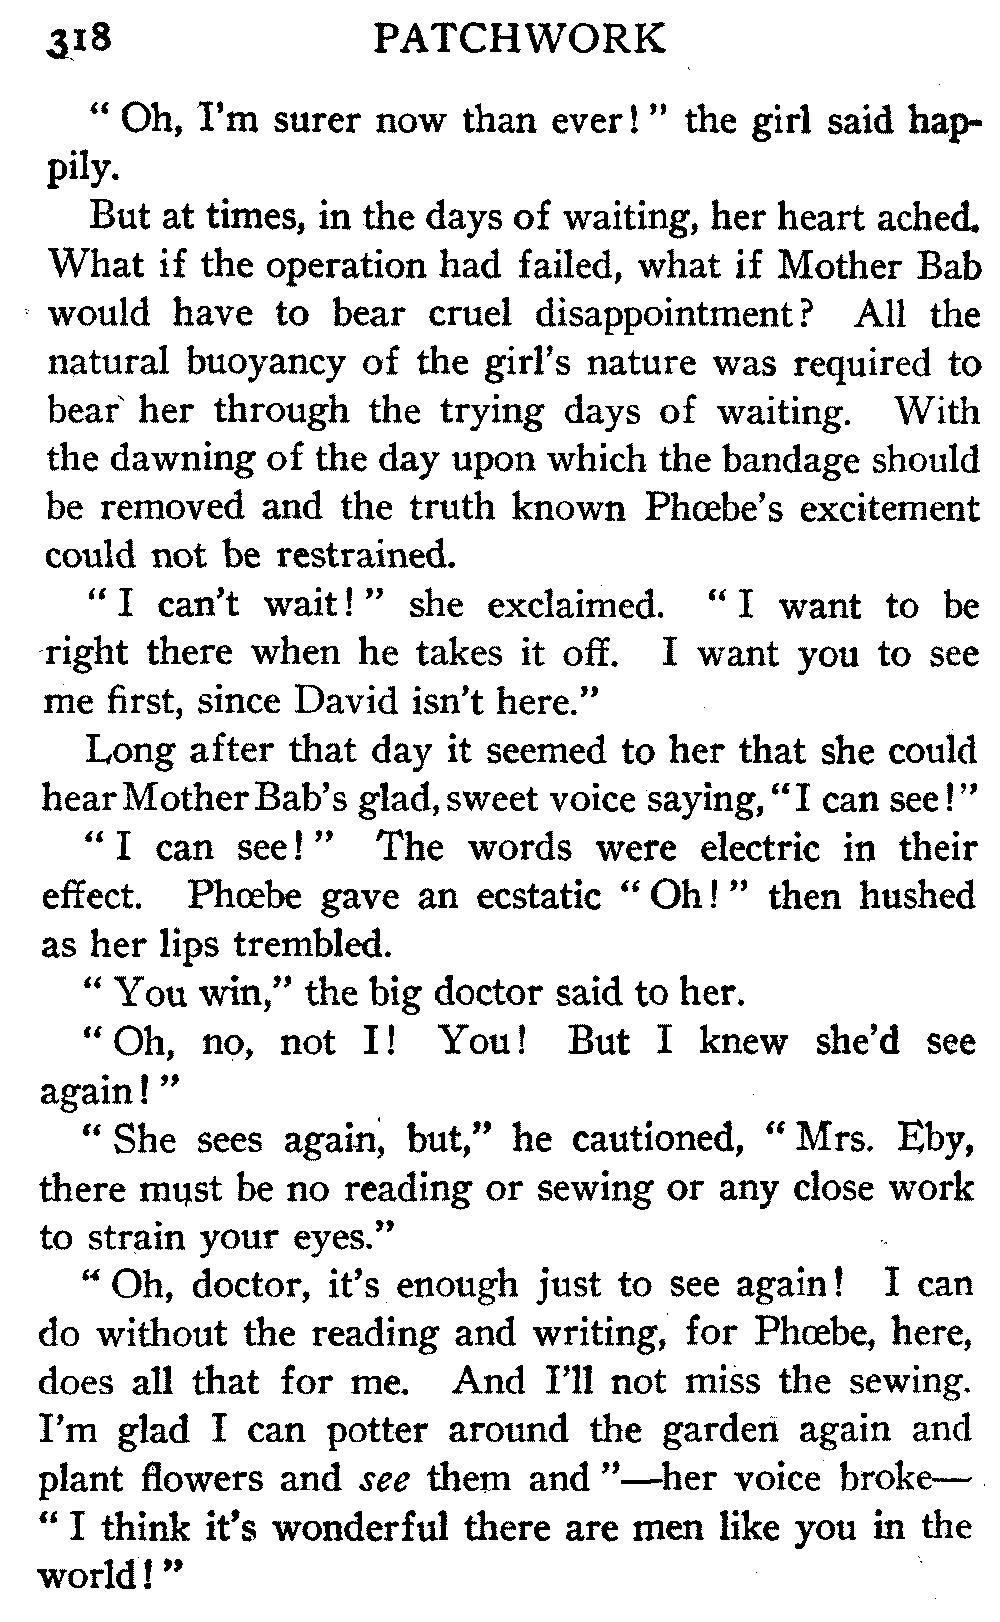 318 PATCHWORK
“ Oh, I'm surer now than ever! ” the girl said hap-
pily.
But at times, in the days of waiting, her heart ached.
What if the operation had failed, what if Mother Bab
would have to bear cruel disappointment? All the
natural buoyancy of the girl's nature was required to
bear her through the trying days of waiting. With
the dawning of the day upon which the bandage should
be removed and the truth known Phœbe's excitement
could not be restrained.
“ I can't wait! ” she exclaimed. “ I want to be
right there when he takes it off. I want you to see
me first, since David isn't here.”
Long after that day it seemed to her that she could
hear Mother Bab's glad, sweet voice saying, “I can see!”
“ I can see! ” The words were electric in their
effect. Phœbe gave an ecstatic “ Oh! ” then hushed
as her lips trembled.
“ You win,” the big doctor said to her.
“ Oh, no, not I! You! But I knew she'd see
again! ”
“ She sees again, but,” he cautioned, “ Mrs. Eby,
there must be no reading or sewing or any close work
to strain your eyes.”
“ Oh, doctor, it's enough just to see again! I can
do without the reading and writing, for Phœbe, here,
does all that for me. And I'll not miss the sewing.
I'm glad I can potter around the garden again and
plant flowers and see them and ”—her voice broke—
“ I think it's wonderful there are men like you in the
world! ”